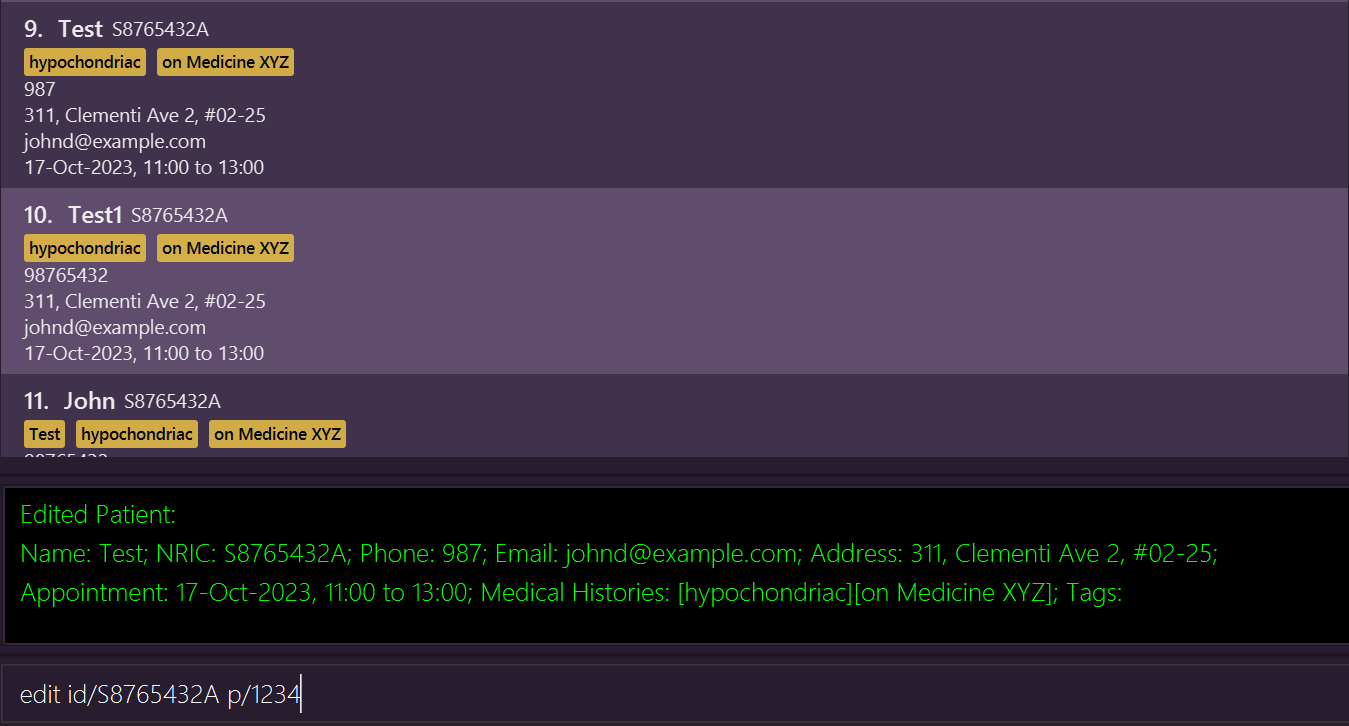 9. Test S8765432A
hypochondriac on Medicine XYZ
987
311, Clementi Ave 2, #02-25
johnd@example.com
17-Oct-2023, 11:00 to 13:00
10. Test1 S8765432A
hypochondriac on Medicine XYZ
98765432
311, Clementi Ave 2, #02-25
johnd@example.com
17-Oct-2023, 11:00 to 13:00
11. John S8765432A
Test hypochondriac on Medicine XYZ
Edited Patient:
Name: Test; NRIC: S8765432A; Phone: 987; Email: johnd@example.com; Address: 311, Clementi Ave 2, #02-25;
Appointment: 17-Oct-2023, 11:00 to 13:00; Medical Histories: [hypochondriac][on Medicine XYZ]; Tags:
edit id/S8765432A p/1234